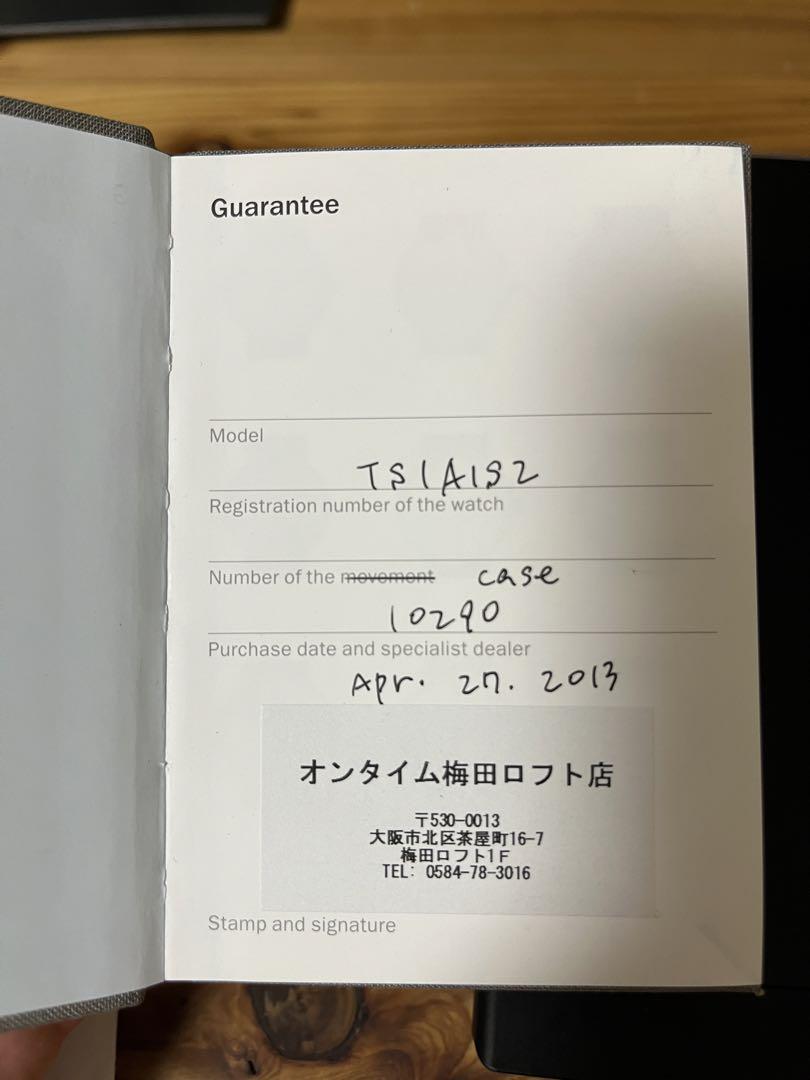 Guarantee
Model
TS1A1S2
Registration number of the watch
Number of the movement case
10290
Purchase date and specialist dealer
Apr. 27. 2013
オンタイム梅田ロフト店
〒530-0013
大阪市北区茶屋町16-7
梅田ロフト1F
TEL: 0584-78-3016
Stamp and signature